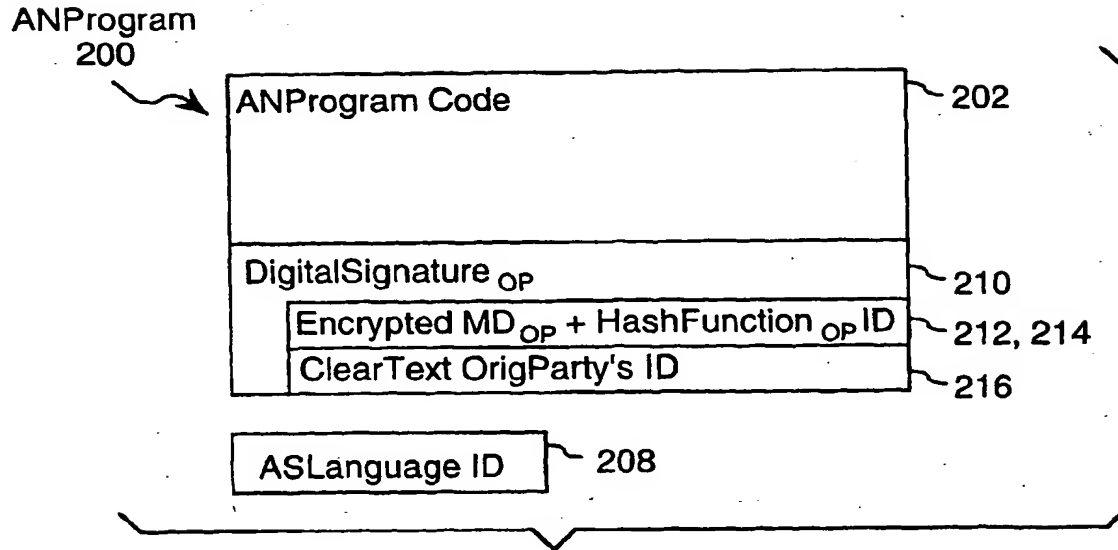 ANProgram
200
ANProgram Code
202
DigitalSignature OP
210
Encrypted MD OP + HashFunction OP ID
212, 214
ClearText OrigParty's ID
216
ASLanguage ID
208